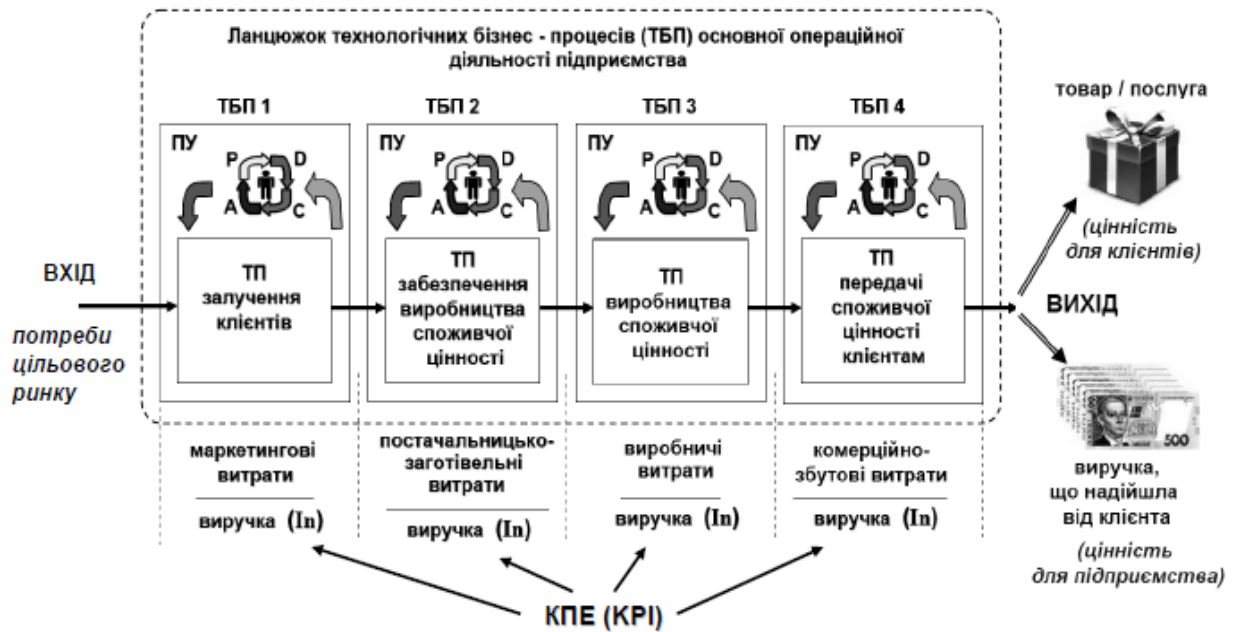 Ланцюжок технологічних бізнес - процесів (ТБП) основної операційної
діяльності підприємства
ТБП 1
ТБП 2
ТБП 3
ТБП 4
ПУ
P
D
A
C
ПУ
P
D
A
C
ПУ
P
D
A
C
ПУ
P
D
A
C
ВХІД
потреби
цільового
ринку
ТП
залучення
клієнтів
ТП
забезпечення
виробництва
споживчої
цінності
ТП
виробництва
споживчої
цінності
ТП
передачі
споживчої
цінності
клієнтам
товар / послуга
(цінність
для клієнтів)
ВИХІД
500
виручка,
що надійшла
від клієнта
(цінність
для підприємства)
маркетингові
витрати
виручка (In)
постачальницько-
заготівельні
витрати
виручка (In)
виробничі
витрати
виручка (In)
комерційно-
збутові витрати
виручка (In)
КПЕ (KPI)